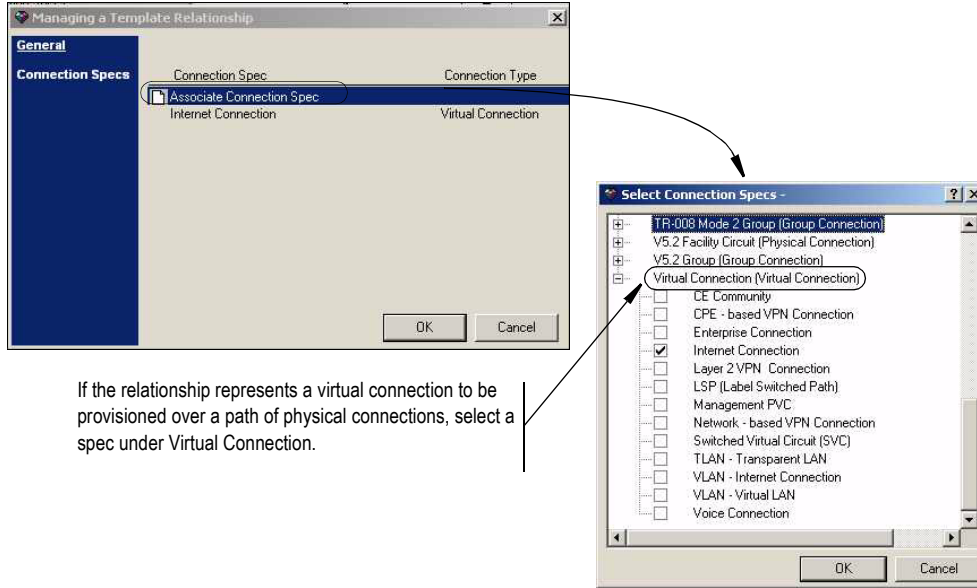 Managing a Template Relationship
General
Connection Specs
Connection Spec Connection Type
Associate Connection Spec
Internet Connection Virtual Connection
OK Cancel
If the relationship represents a virtual connection to be
provisioned over a path of physical connections, select a
spec under Virtual Connection.
Select Connection Specs -
TR-008 Mode 2 Group (Group Connection)
V5.2 Facility Circuit (Physical Connection)
V5.2 Group (Group Connection)
Virtual Connection (Virtual Connection)
CE Community
CPE - based VPN Connection
Enterprise Connection
Internet Connection
Layer 2 VPN Connection
LSP (Label Switched Path)
Management PVC
Network - based VPN Connection
Switched Virtual Circuit (SVC)
TLAN - Transparent LAN
VLAN - Internet Connection
VLAN - Virtual LAN
Voice Connection
OK Cancel